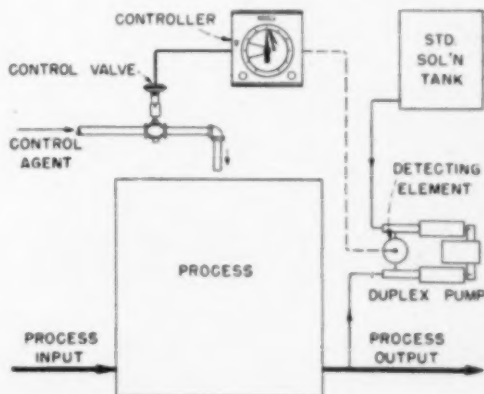 CONTROLLER
STD.
SOL'N
TANK
CONTROL VALVE
CONTROL
AGENT
DETECTING
ELEMENT
PROCESS
DUPLEX PUMP
PROCESS
INPUT
PROCESS
OUTPUT